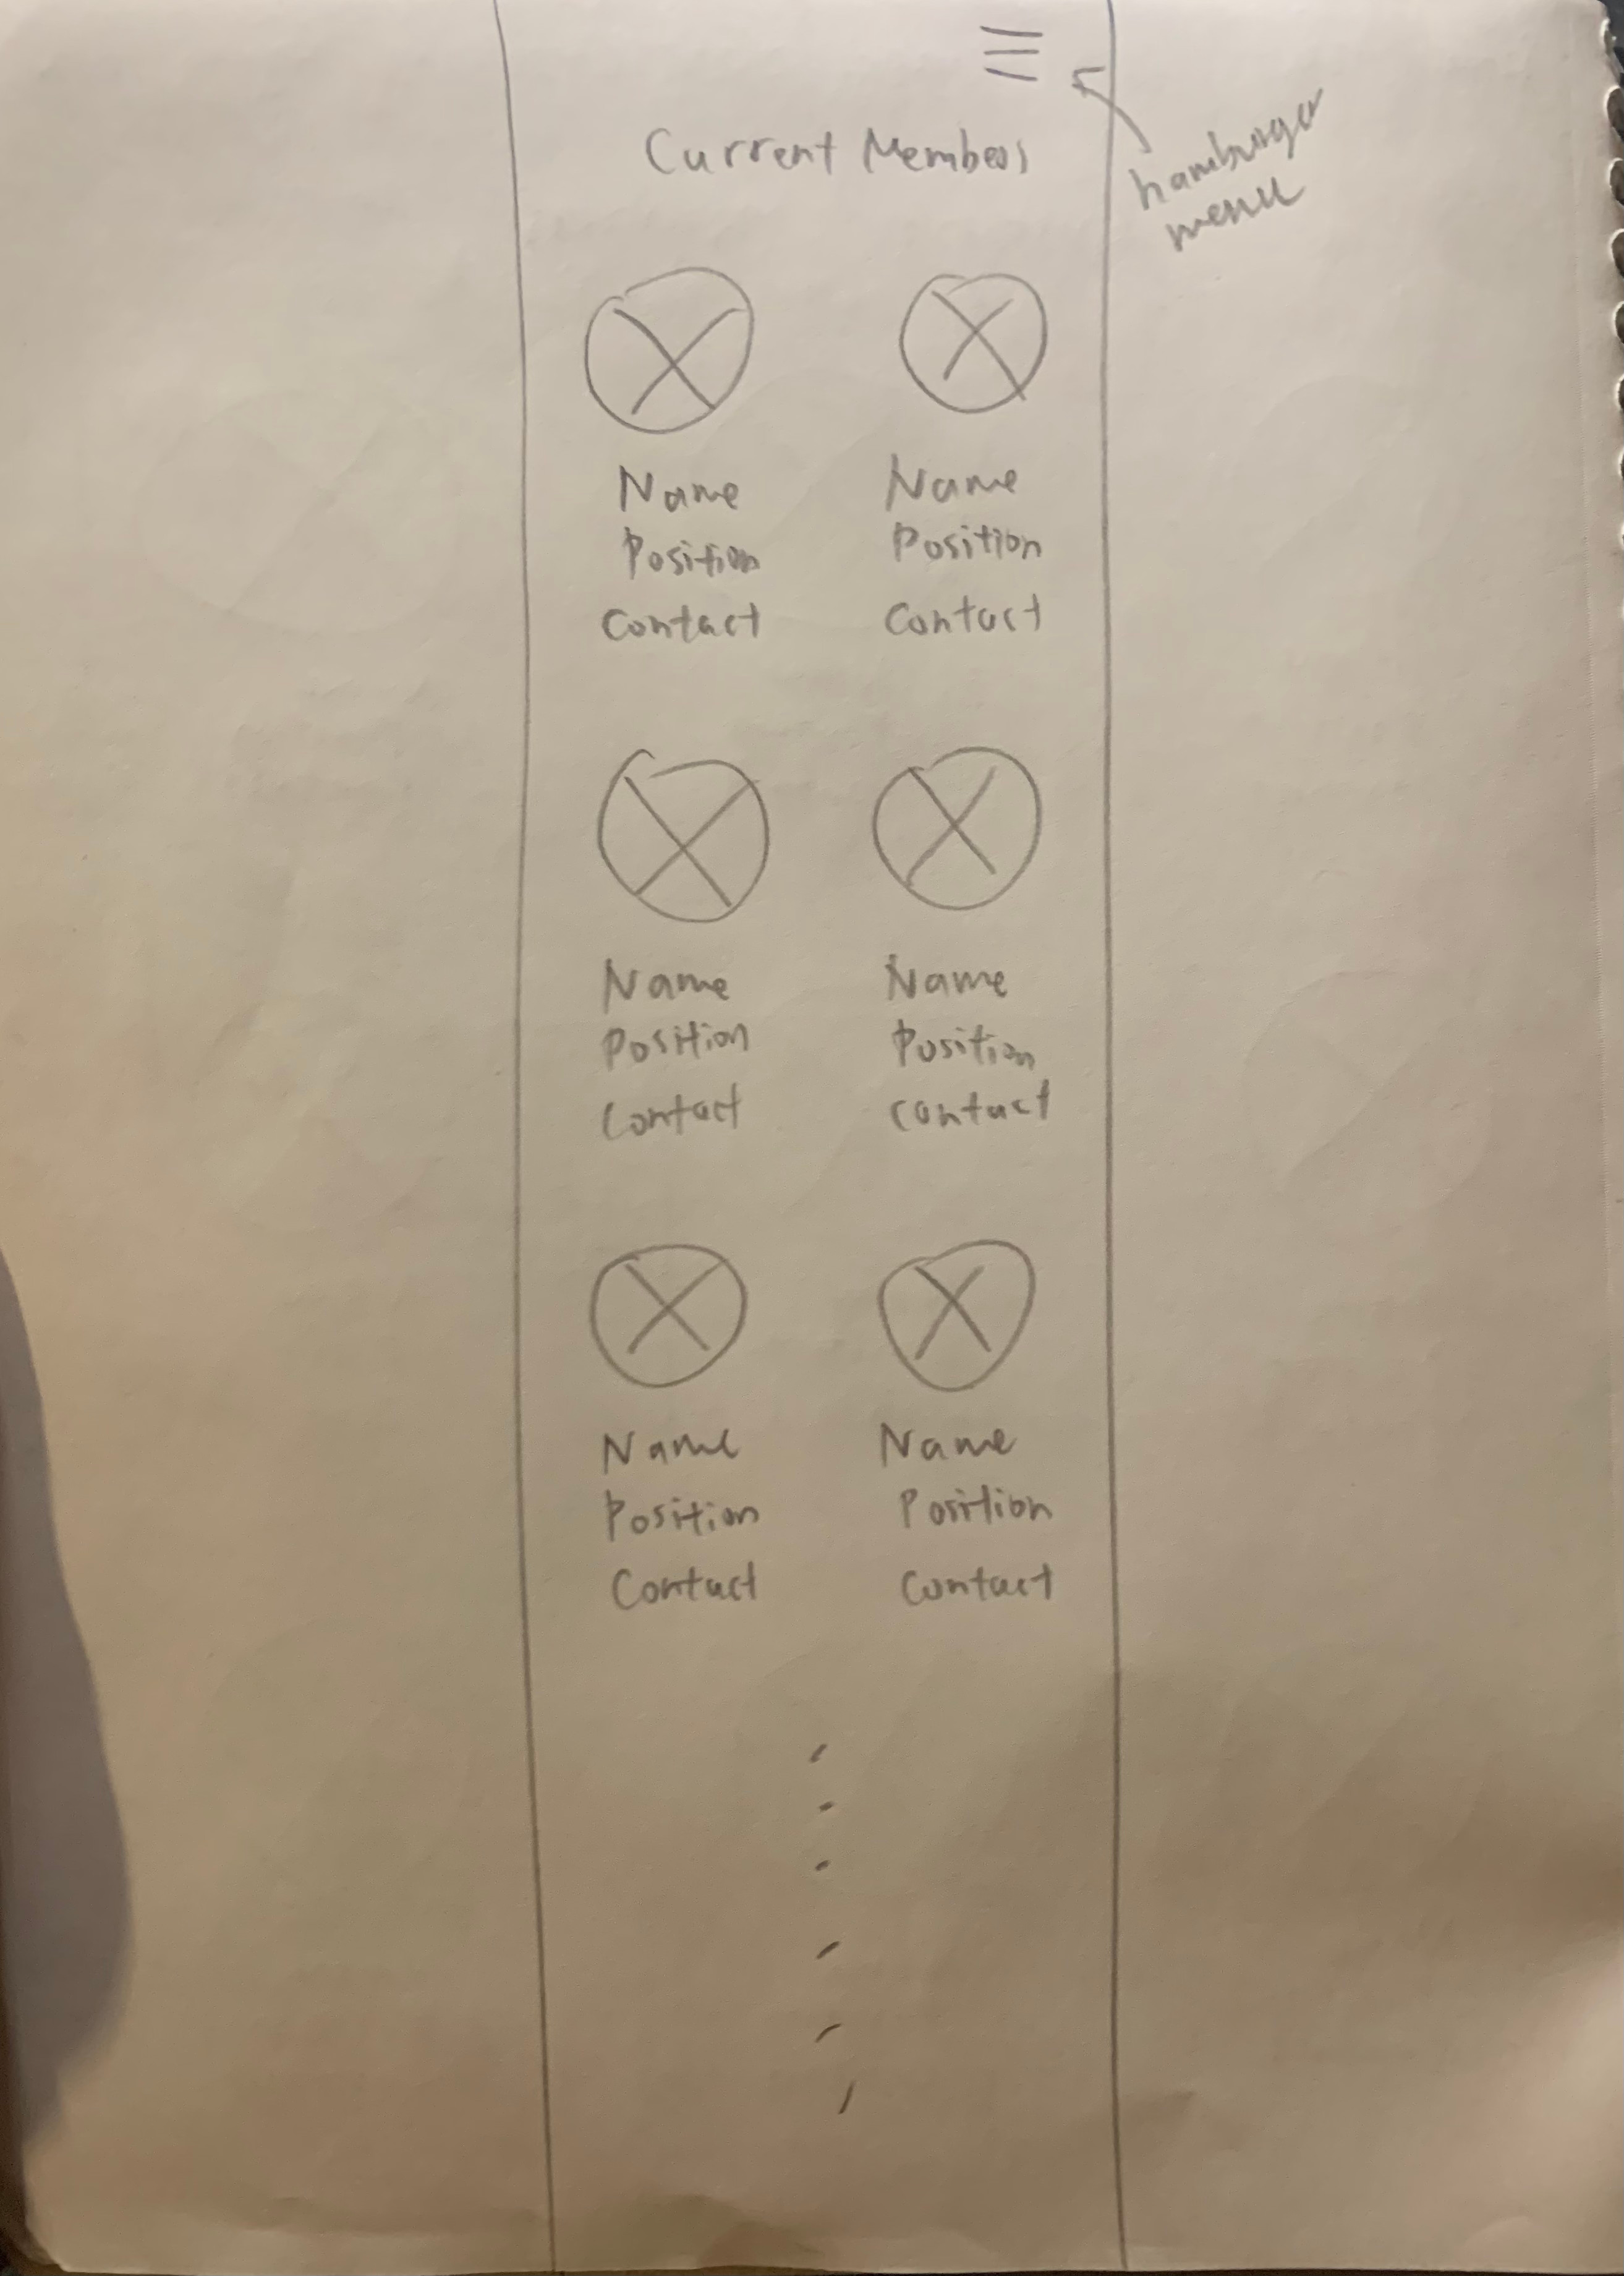 Current Members
hamburger
menu
Name Name
Position Position
Contact Contact
Name Name
Position Position
Contact contact
Name Name
Position Position
Contact Contact